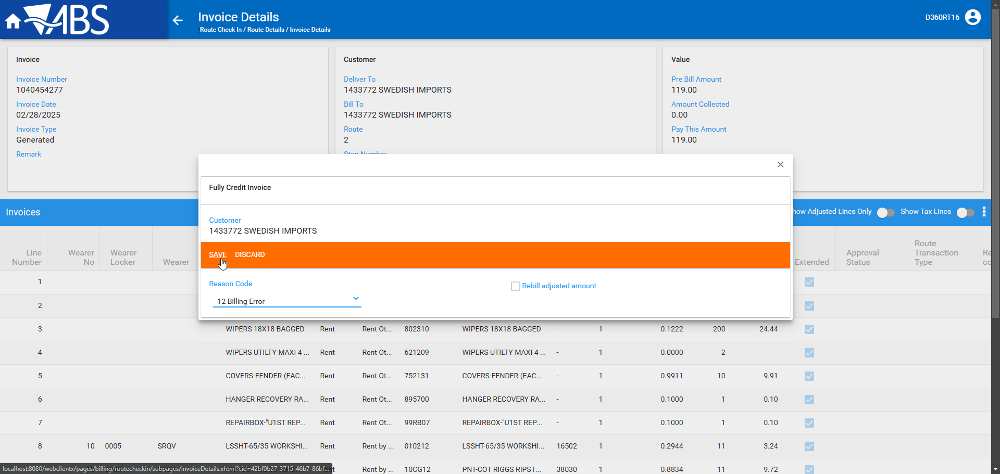 ABS
Invoice Details
Route Check In / Route Details / Invoice Details
D360RT16
Invoice
Invoice Number
1040454277
Invoice Date
02/28/2025
Invoice Type
Generated
Remark
Customer
Deliver To
1433772 SWEDISH IMPORTS
Bill To
1433772 SWEDISH IMPORTS
Route
2
Stop Number
Value
Pre Bill Amount
119.00
Amount Collected
0.00
Pay This Amount
119.00
Fully Credit Invoice
Customer
1433772 SWEDISH IMPORTS
SAVE DISCARD
Reason Code
12 Billing Error
Rebill adjusted amount
Invoices
how Adjusted Lines Only Show Tax Lines
Line Number Wearer No Wearer Locker Wearer Extended Approval Status Route Transaction Type Re co
1
2
3 WIPERS 18X18 BAGGED Rent Rent Ot... 802310 WIPERS 18X18 BAGGED - 1 0.1222 200 24.44
4 WIPERS UTILTY MAXI 4 ... Rent Rent Ot... 621209 WIPERS UTILTY MAXI 4 ... - 1 0.0000 2
5 COVERS-FENDER (EAC... Rent Rent Ot... 752131 COVERS-FENDER (EAC... - 1 0.9911 10 9.91
6 HANGER RECOVERY RA... Rent Rent Ot... 895700 HANGER RECOVERY RA... - 1 0.1000 1 0.10
7 REPAIRBOX-"U1ST REP... Rent Rent Ot... 99RB07 REPAIRBOX-"U1ST REP... - 1 0.1000 1 0.10
8 10 0005 SRQV LSSHT-65/35 WORKSHI... Rent Rent by ... 010212 LSSHT-65/35 WORKSHI... 16502 1 0.2944 11 3.24
nt Rent by ... 10CG12 PNT-COT RIGGS RIPST... 38030 1 0.8834 11 9.72
localhost:8080/webclientx/pages/billing/routecheckin/subpages/invoiceDetails.xhtml?cid=42bf0b27-3715-46b7-86bf...